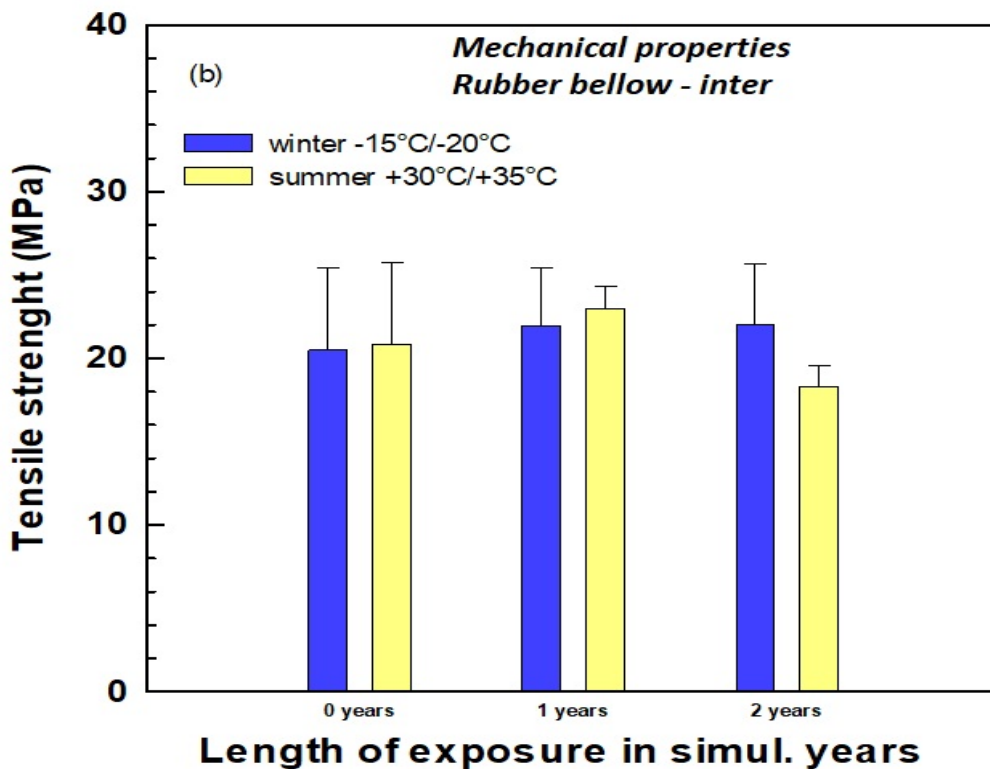 Mechanical properties
Rubber bellow - inter
(b)
winter -15°C/-20°C
summer +30°C/+35°C
Tensile strenght (MPa)
40
30
20
10
0
0 years
1 years
2 years
Length of exposure in simul. years